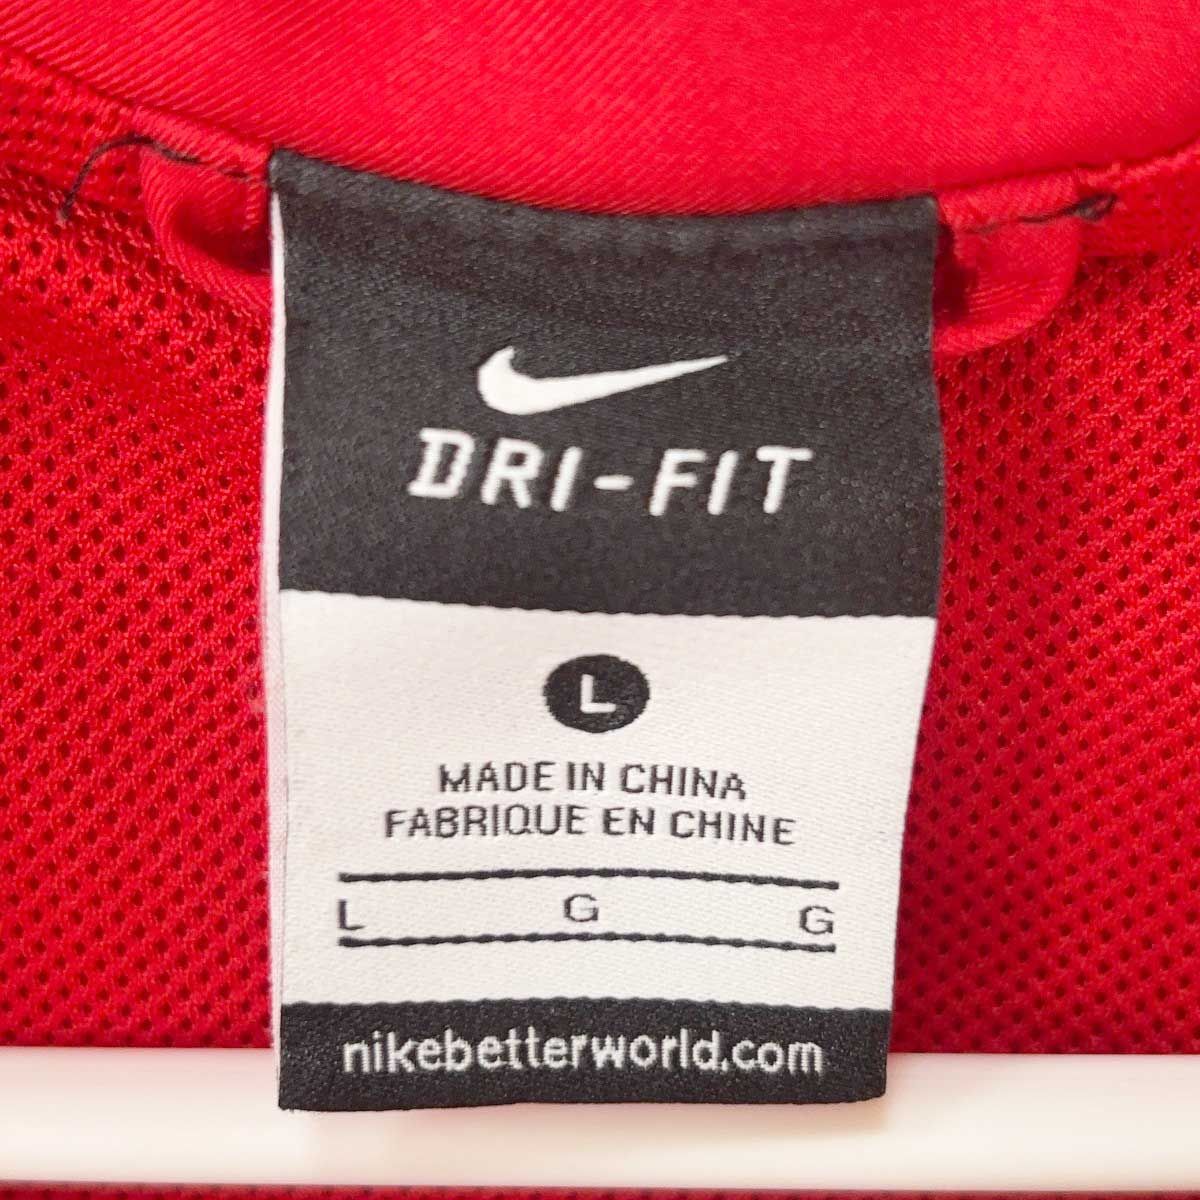 DRI-FIT
L
MADE IN CHINA
FABRIQUE EN CHINE
L G G
nikebetterworld.com